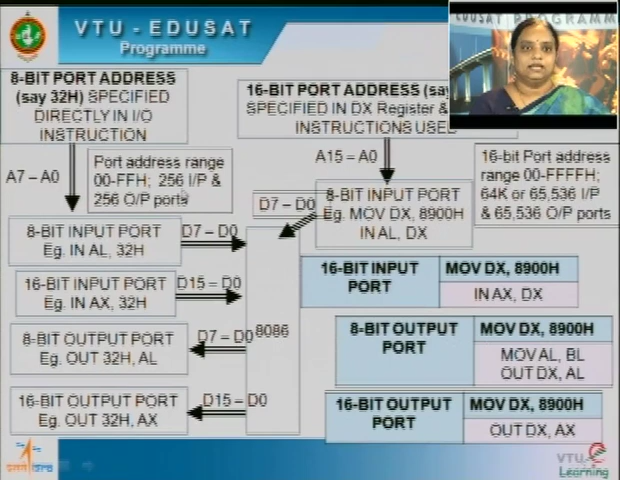 VTU - EDUSAT
Programme
EDUSAT PROGRAMM
8-BIT PORT ADDRESS
(say 32H) SPECIFIED
DIRECTLY IN I/O
INSTRUCTION
16-BIT PORT ADDRESS (say
SPECIFIED IN DX Register &
INSTRUCTIONS USED
A7 – A0
Port address range
00-FFH; 256 I/P &
256 O/P ports
A15 – A0
16-bit Port address
range 00-FFFFH;
64K or 65,536 I/P
& 65,536 O/P ports
D7 – D0
8-BIT INPUT PORT
Eg. MOV DX, 8900H
IN AL, DX
8-BIT INPUT PORT
Eg. IN AL, 32H
D7 – D0
16-BIT INPUT PORT
Eg. IN AX, 32H
D15 – D0
8-BIT OUTPUT PORT
Eg. OUT 32H, AL
D7 – D0
8086
16-BIT OUTPUT PORT
Eg. OUT 32H, AX
D15 – D0
16-BIT INPUT
PORT
MOV DX, 8900H
IN AX, DX
8-BIT OUTPUT
PORT
MOV DX, 8900H
MOV AL, BL
OUT DX, AL
16-BIT OUTPUT
PORT
MOV DX, 8900H
OUT DX, AX
VTU
Learning